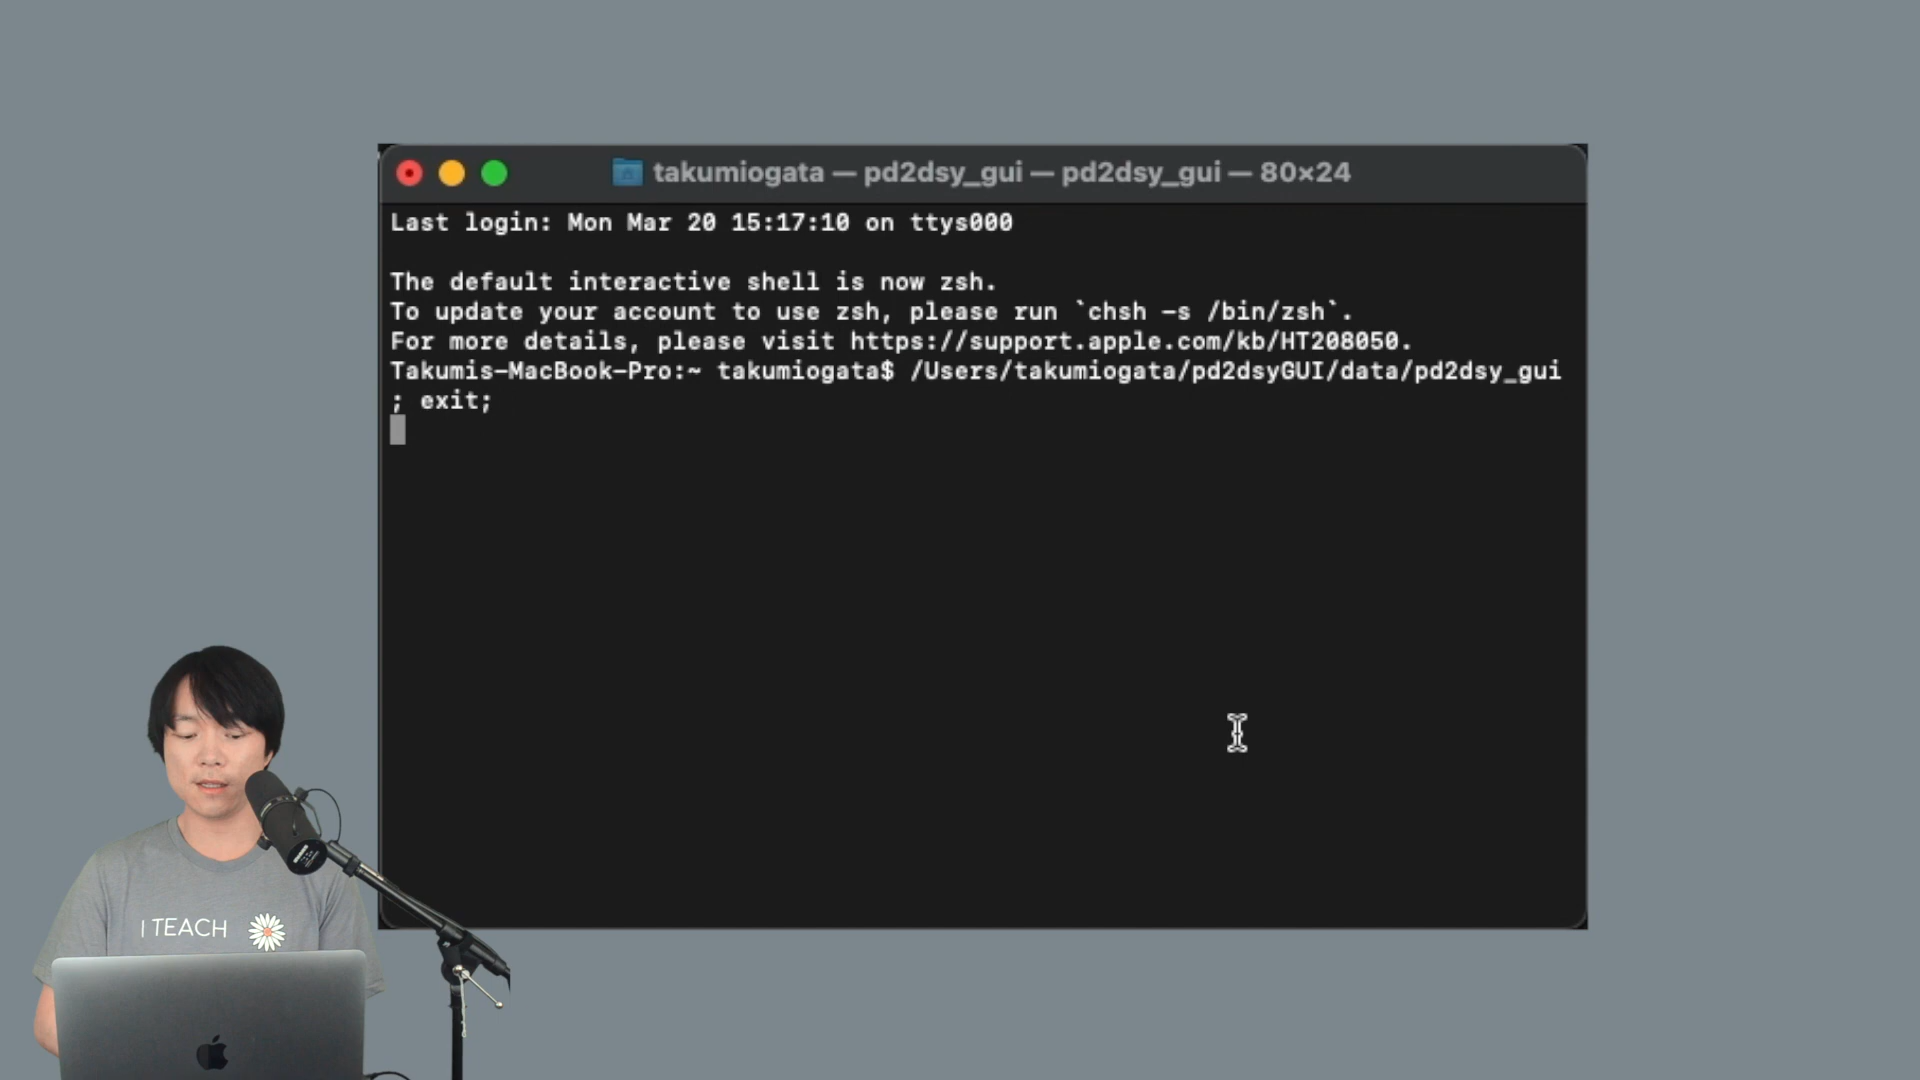 takumiogata — pd2dsy_gui — pd2dsy_gui — 80×24
Last login: Mon Mar 20 15:17:10 on ttys000
The default interactive shell is now zsh.
To update your account to use zsh, please run `chsh -s /bin/zsh`.
For more details, please visit https://support.apple.com/kb/HT208050.
Takumis-MacBook-Pro:~ takumiogata$ /Users/takumiogata/pd2dsyGUI/data/pd2dsy_gui
; exit;
I TEACH